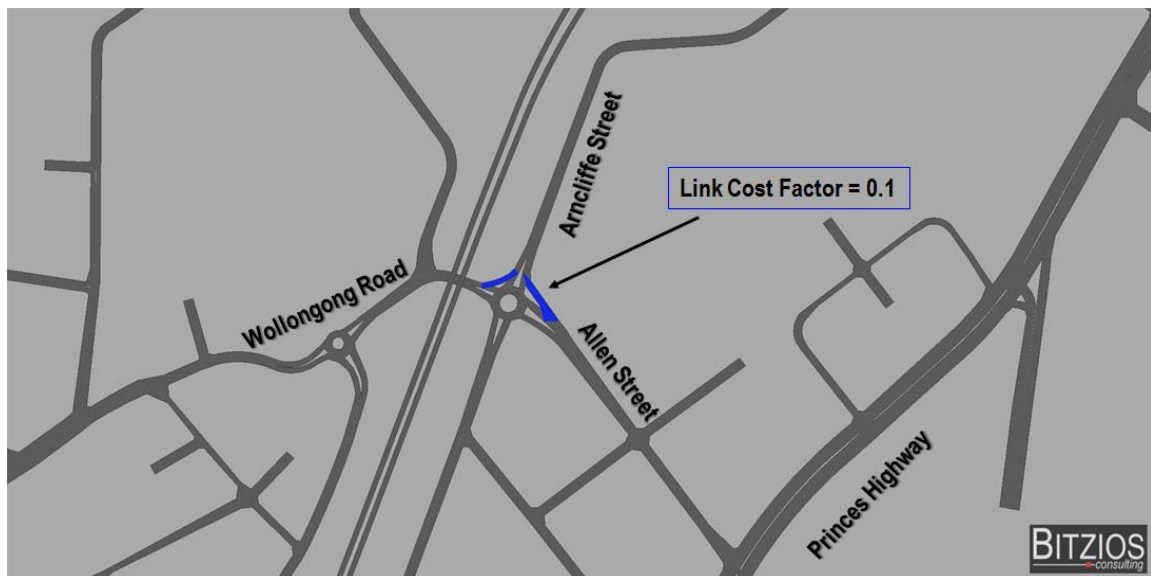 Arncliffe Street
Link Cost Factor = 0.1
Wollongong Road
Allen Street
Princes Highway
BITZIOS
consulting